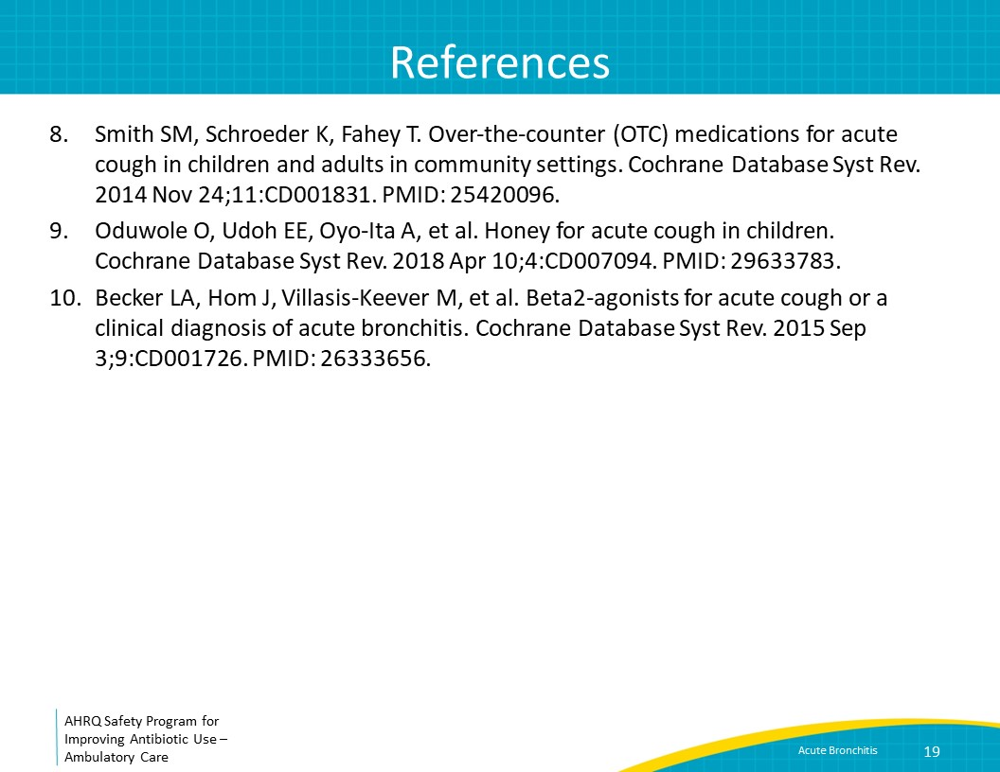 References
8. Smith SM, Schroeder K, Fahey T. Over-the-counter (OTC) medications for acute
cough in children and adults in community settings. Cochrane Database Syst Rev.
2014 Nov 24;11:CD001831. PMID: 25420096.
9. Oduwole O, Udoh EE, Oyo-Ita A, et al. Honey for acute cough in children.
Cochrane Database Syst Rev. 2018 Apr 10;4:CD007094. PMID: 29633783.
10. Becker LA, Hom J, Villasis-Keever M, et al. Beta2-agonists for acute cough or a
clinical diagnosis of acute bronchitis. Cochrane Database Syst Rev. 2015 Sep
3;9:CD001726. PMID: 26333656.
AHRQ Safety Program for
Improving Antibiotic Use –
Ambulatory Care
Acute Bronchitis
19